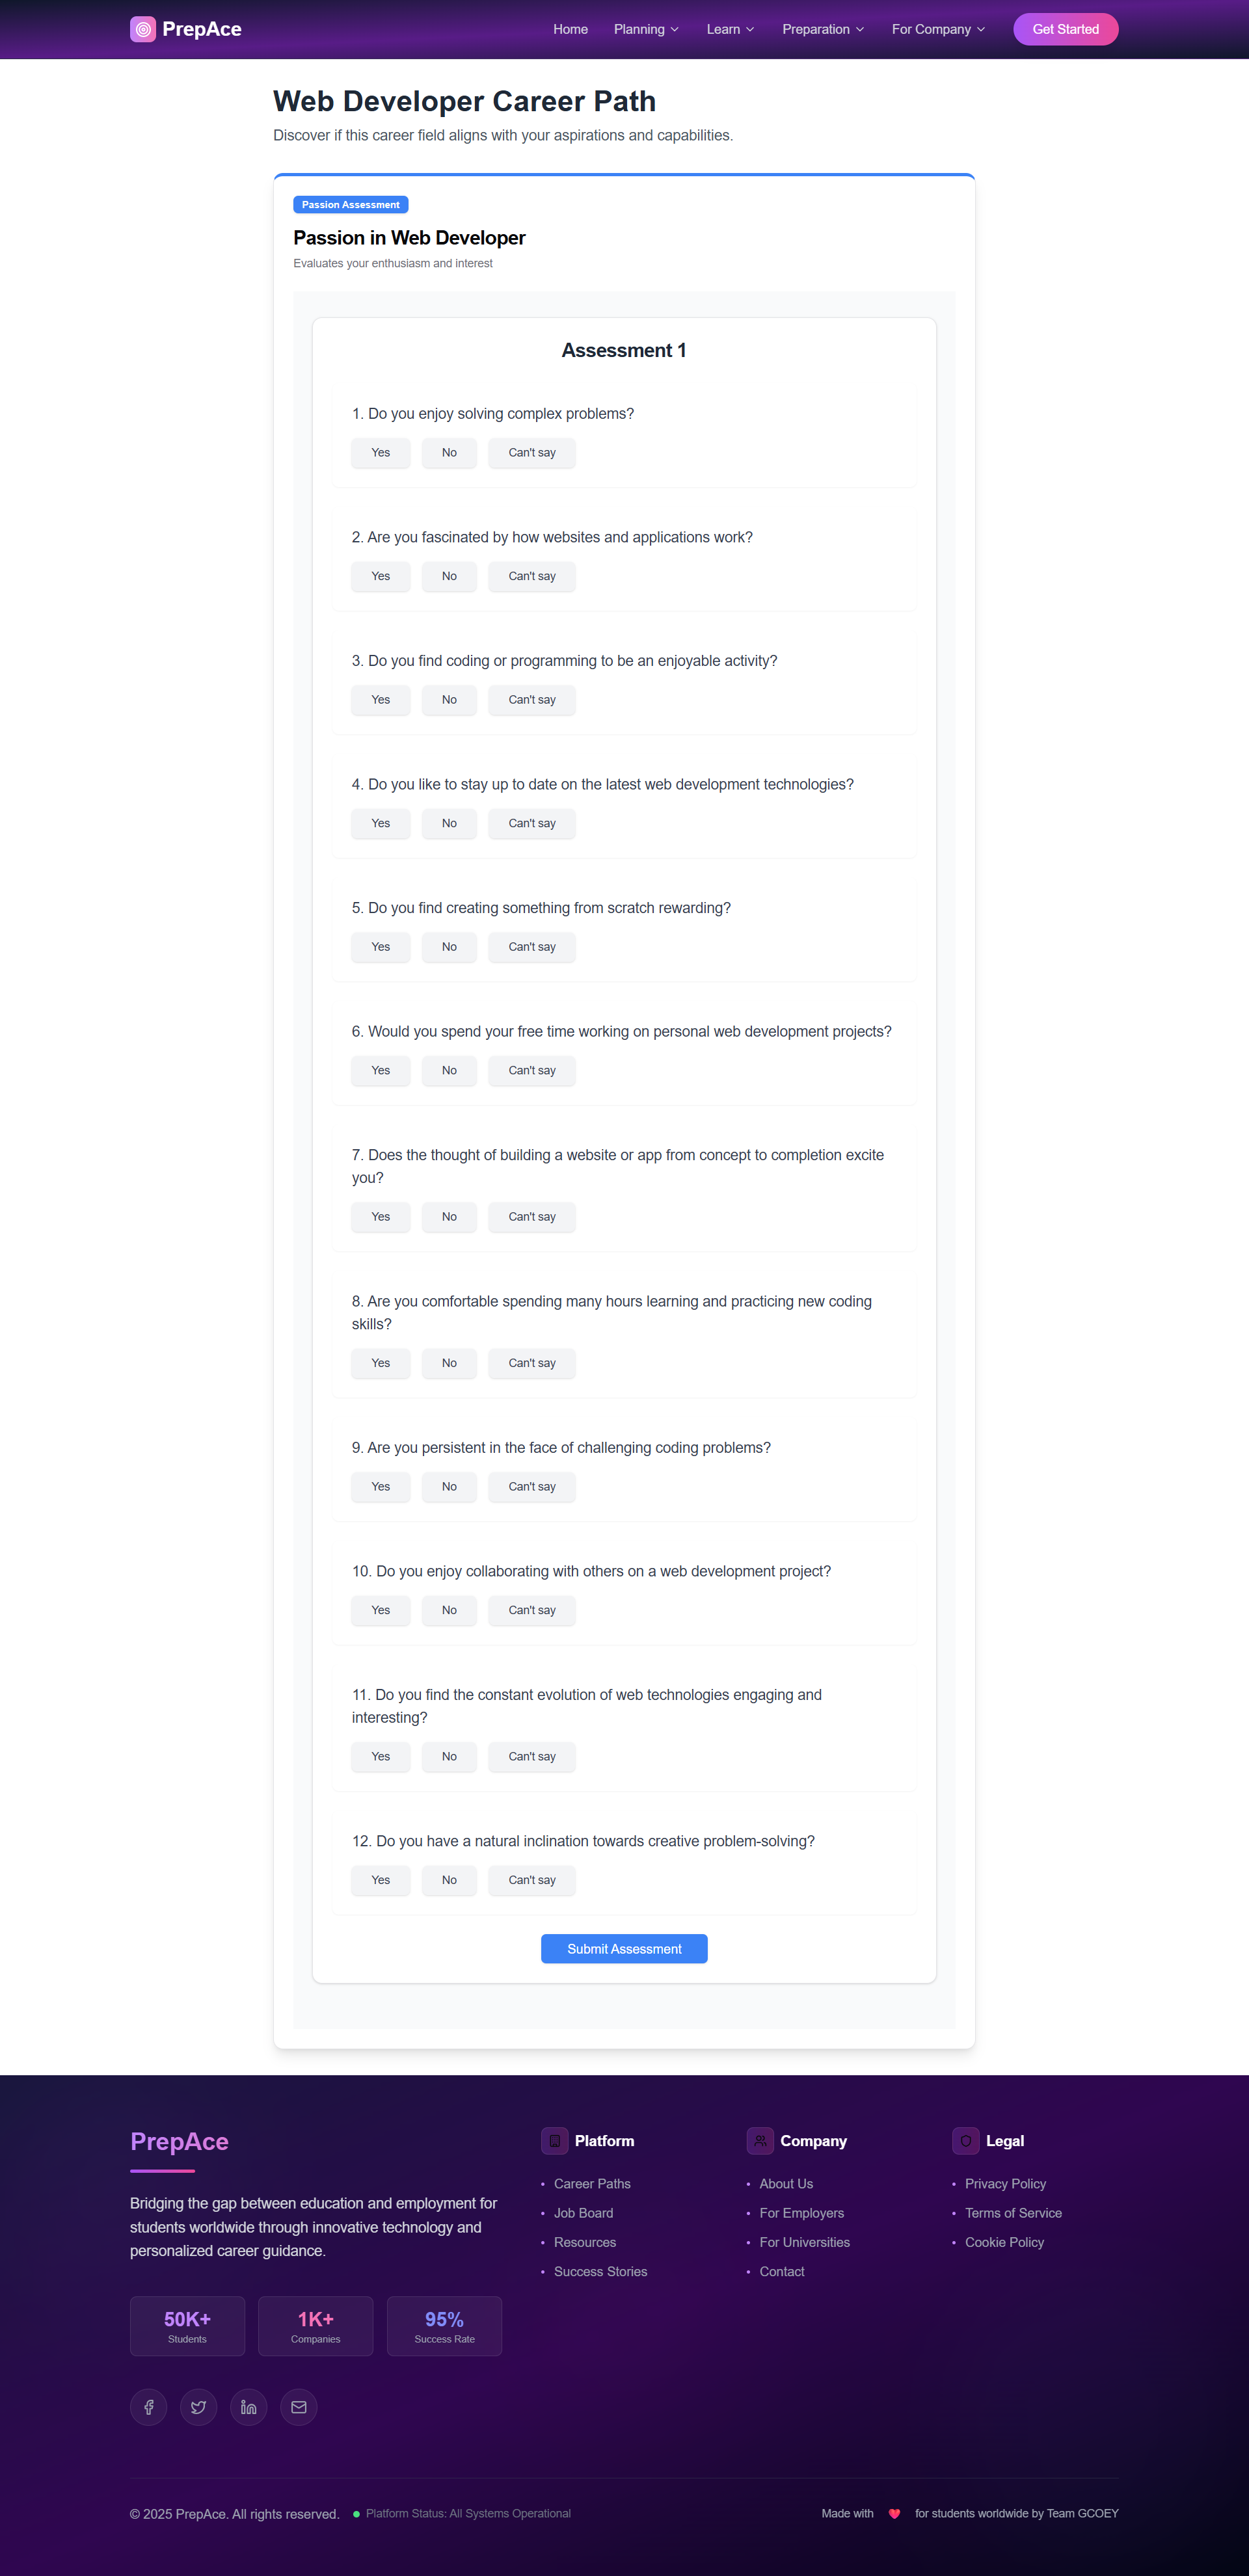 PrepAce
Home Planning Learn Preparation For Company Get Started
Web Developer Career Path
Discover if this career field aligns with your aspirations and capabilities.
Passion Assessment
Passion in Web Developer
Evaluates your enthusiasm and interest
Assessment 1
1. Do you enjoy solving complex problems?
Yes No Can't say
2. Are you fascinated by how websites and applications work?
Yes No Can't say
3. Do you find coding or programming to be an enjoyable activity?
Yes No Can't say
4. Do you like to stay up to date on the latest web development technologies?
Yes No Can't say
5. Do you find creating something from scratch rewarding?
Yes No Can't say
6. Would you spend your free time working on personal web development projects?
Yes No Can't say
7. Does the thought of building a website or app from concept to completion excite
you?
Yes No Can't say
8. Are you comfortable spending many hours learning and practicing new coding
skills?
Yes No Can't say
9. Are you persistent in the face of challenging coding problems?
Yes No Can't say
10. Do you enjoy collaborating with others on a web development project?
Yes No Can't say
11. Do you find the constant evolution of web technologies engaging and
interesting?
Yes No Can't say
12. Do you have a natural inclination towards creative problem-solving?
Yes No Can't say
Submit Assessment
PrepAce
Bridging the gap between education and employment for
students worldwide through innovative technology and
personalized career guidance.
50K+ 1K+ 95%
Students Companies Success Rate
Platform
• Career Paths
• Job Board
• Resources
• Success Stories
Company
• About Us
• For Employers
• For Universities
• Contact
Legal
• Privacy Policy
• Terms of Service
• Cookie Policy
© 2025 PrepAce. All rights reserved. Platform Status: All Systems Operational
Made with ❤️ for students worldwide by Team GCOEY